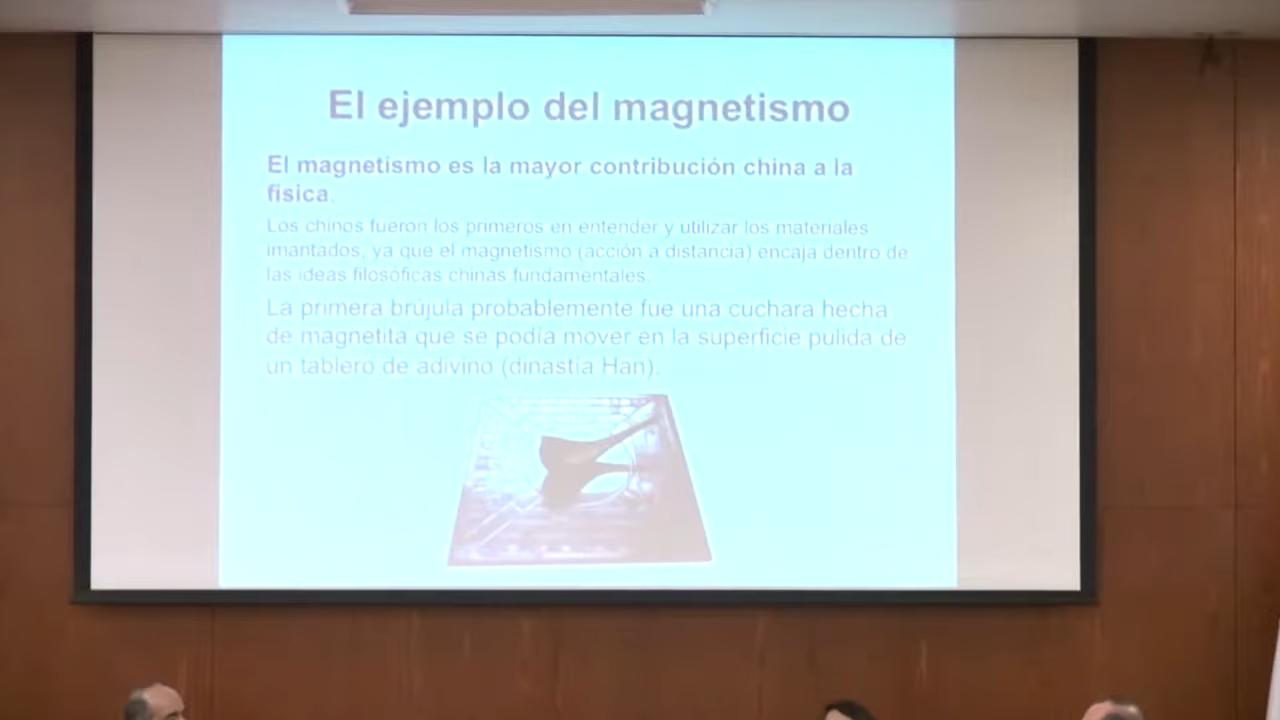 El ejemplo del magnetismo
El magnetismo es la mayor contribución china a la
física.
Los chinos fueron los primeros en entender y utilizar los materiales
imantados, ya que el magnetismo (acción a distancia) encaja dentro de
las ideas filosóficas chinas fundamentales.
La primera brújula probablemente fue una cuchara hecha
de magnetita que se podía mover en la superficie pulida de
un tablero de adivino (dinastía Han).